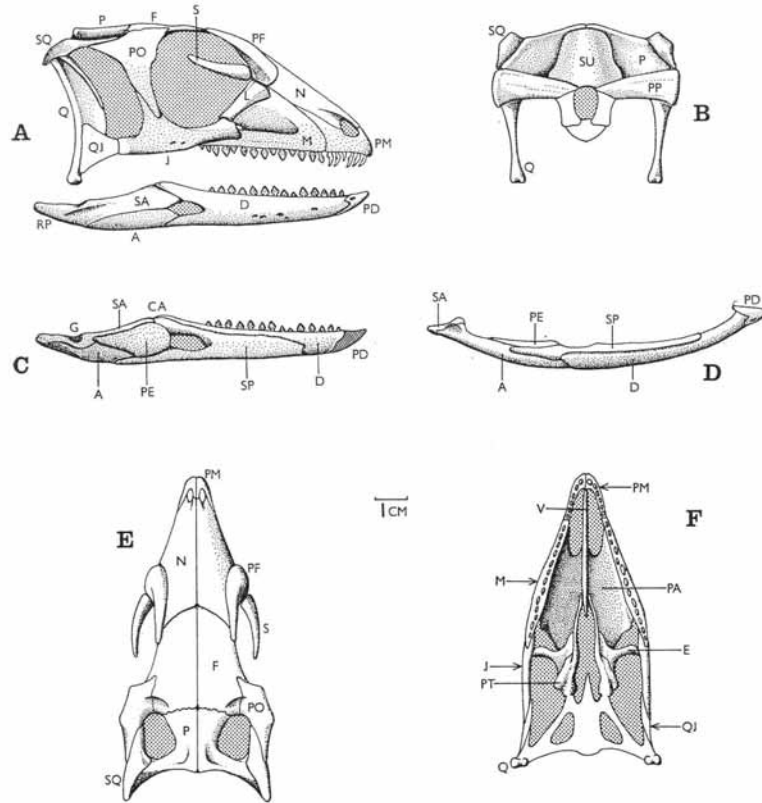 P F S PF
SQ PO
N
L
Q
A
QJ J M PM
SA D
RP PD
A
SQ SU P
PP
B
Q
SA CA
G
C
PD
A PE SP D
SA PE SP PD
A D D
PM
E
N
PF
S
F
PO
P
SQ
1 CM
V PM
F
M PA
J E
PT
QJ
Q